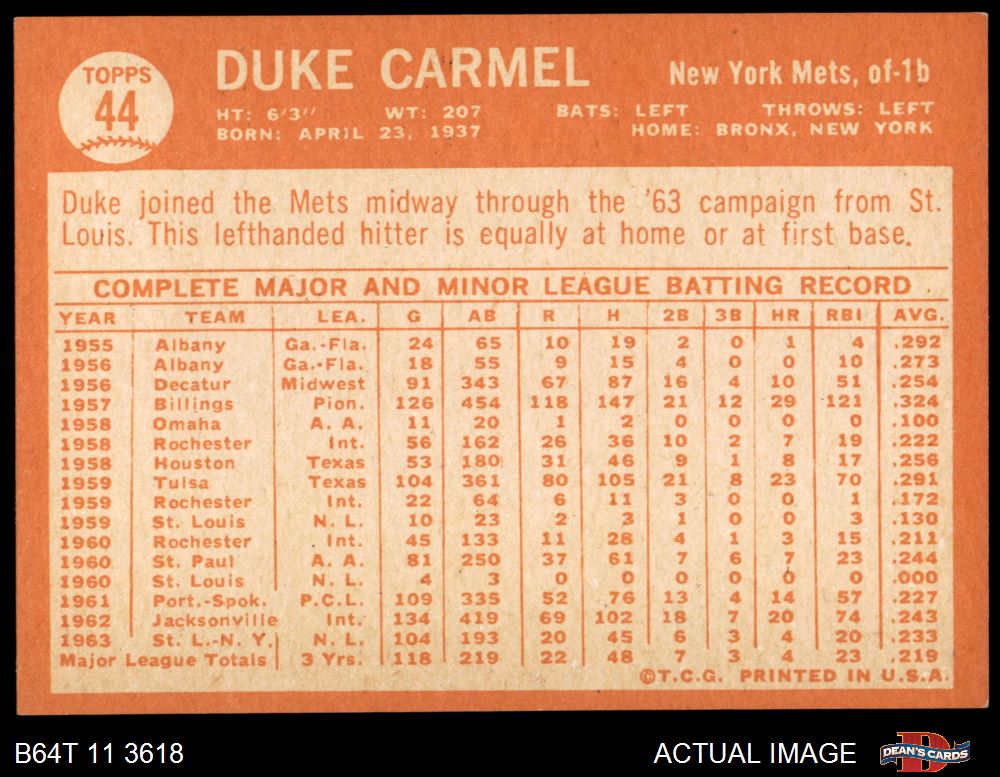 TOPPS
44
DUKE CARMEL
New York Mets, of-1b
HT: 6'3'' WT: 207 BATS: LEFT THROWS: LEFT
BORN: APRIL 23, 1937 HOME: BRONX, NEW YORK
Duke joined the Mets midway through the '63 campaign from St.
Louis. This lefthanded hitter is equally at home or at first base.
COMPLETE MAJOR AND MINOR LEAGUE BATTING RECORD
YEAR TEAM LEA. G AB R H 2B 3B HR RBI AVG.
1955 Albany Ga.-Fla. 24 65 10 19 2 0 1 4 .292
1956 Albany Ga.-Fla. 18 55 9 15 4 0 0 10 .273
1956 Decatur Midwest 91 343 67 87 16 4 10 51 .254
1957 Billings Pion. 126 454 118 147 21 12 29 121 .324
1958 Omaha A. A. 11 20 1 2 0 0 0 0 .100
1958 Rochester Int. 56 162 26 36 10 2 7 19 .222
1958 Houston Texas 53 180 31 46 9 1 8 17 .256
1959 Tulsa Texas 104 361 80 105 21 8 23 70 .291
1959 Rochester Int. 22 64 6 11 3 0 0 1 .172
1959 St. Louis N. L. 10 23 2 3 1 0 0 3 .130
1960 Rochester Int. 45 133 11 28 4 1 3 15 .211
1960 St. Paul A. A. 81 250 37 61 7 6 7 23 .244
1960 St. Louis N. L. 4 3 0 0 0 0 0 0 .000
1961 Port.-Spok. P.C.L. 109 335 52 76 13 4 14 57 .227
1962 Jacksonville Int. 134 419 69 102 18 7 20 74 .243
1963 St. L.-N. Y. N. L. 104 193 20 45 6 3 4 20 .233
Major League Totals 3 Yrs. 118 219 22 48 7 3 4 23 .219
©T.C.G. PRINTED IN U.S.A.
B64T 11 3618 ACTUAL IMAGE DEAN'S CARDS